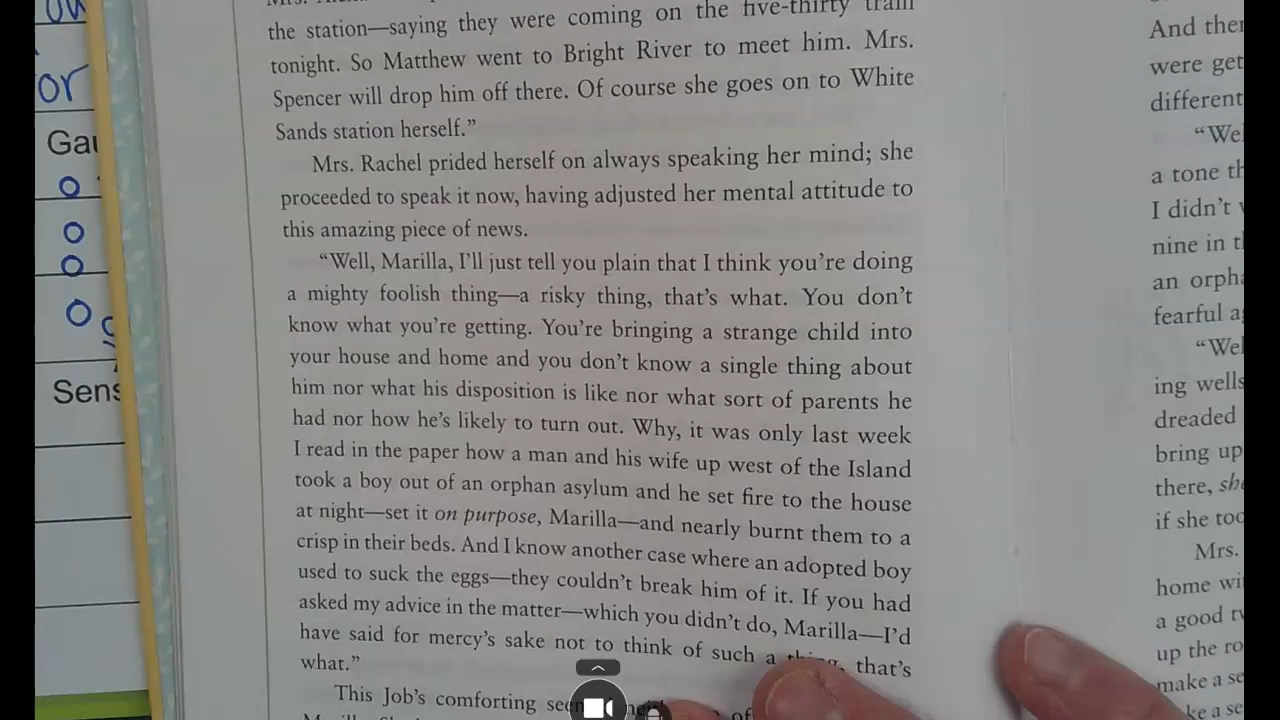 or
Gau
Sens
the station—saying they were coming on the five-thirty train
tonight. So Matthew went to Bright River to meet him. Mrs.
Spencer will drop him off there. Of course she goes on to White
Sands station herself.”
Mrs. Rachel prided herself on always speaking her mind; she
proceeded to speak it now, having adjusted her mental attitude to
this amazing piece of news.
“Well, Marilla, I’ll just tell you plain that I think you’re doing
a mighty foolish thing—a risky thing, that’s what. You don’t
know what you’re getting. You’re bringing a strange child into
your house and home and you don’t know a single thing about
him nor what his disposition is like nor what sort of parents he
had nor how he’s likely to turn out. Why, it was only last week
I read in the paper how a man and his wife up west of the Island
took a boy out of an orphan asylum and he set fire to the house
at night—set it on purpose, Marilla—and nearly burnt them to a
crisp in their beds. And I know another case where an adopted boy
used to suck the eggs—they couldn’t break him of it. If you had
asked my advice in the matter—which you didn’t do, Marilla—I’d
have said for mercy’s sake not to think of such a thing, that’s
what.”
This Job’s comforting of
And then
were get
different
“Wel
a tone th
I didn’t
nine in t
an orpha
fearful a
“Wel
ing wells
dreaded
bring up
there, she
if she too
Mrs.
home wi
a good tw
up the ro
make a se
ke a se